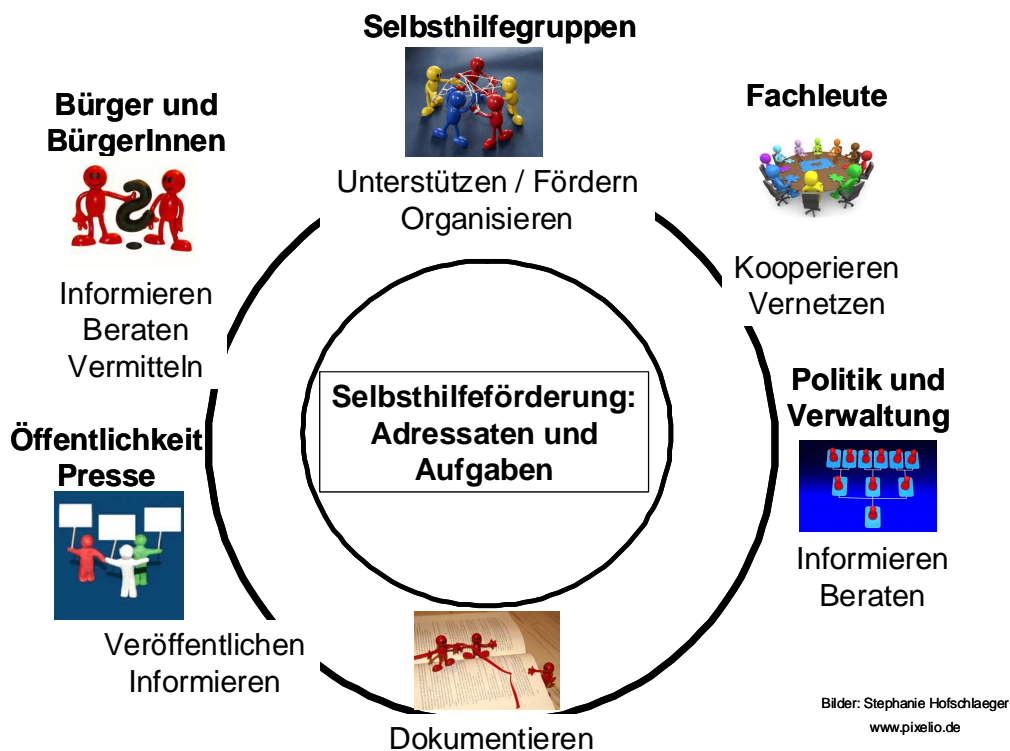 Selbsthilfegruppen
Unterstützen / Fördern
Organisieren
Fachleute
Kooperieren
Vernetzen
Bürger und
BürgerInnen
Informieren
Beraten
Vermitteln
Selbsthilfeförderung:
Adressaten und
Aufgaben
Politik und
Verwaltung
Informieren
Beraten
Öffentlichkeit
Presse
Veröffentlichen
Informieren
Dokumentieren
Bilder: Stephanie Hofschlaeger
www.pixelio.de